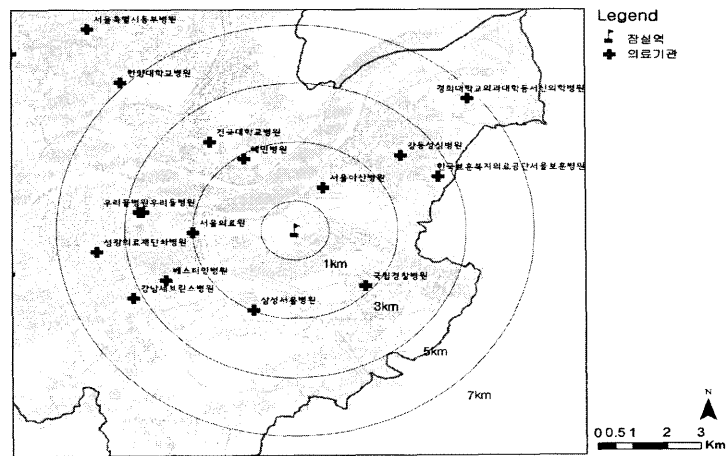 서울특별시동부병원
한양대학교병원
경희대학교의과대학동서신의학병원
건국대학교병원
혜민병원
강동성심병원
한국보훈복지의료공단서울보훈병원
서울아산병원
우리들병원우리들병원
서울의료원
성광의료재단차병원
베스티안병원
강남세브란스병원
삼성서울병원
국립경찰병원
1km
3km
5km
7km
Legend
잠실역
의료기관
N
0 0.5 1 2 3
Km